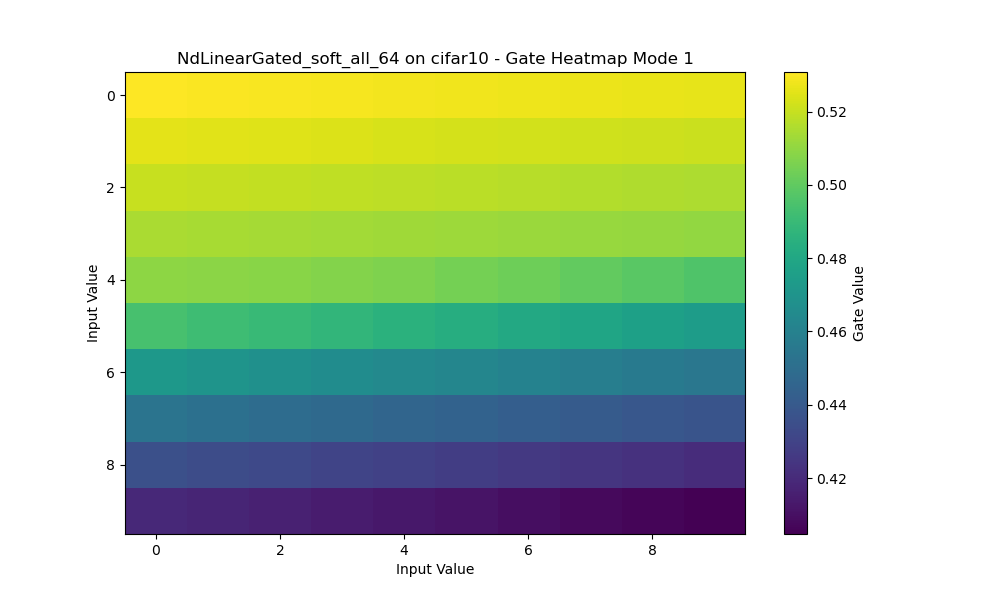 NdLinearGated_soft_all_64 on cifar10 - Gate Heatmap Mode 1
0
2
4
6
8
Input Value
0 2 4 6 8
Input Value
0.52
0.50
0.48
0.46
0.44
0.42
Gate Value